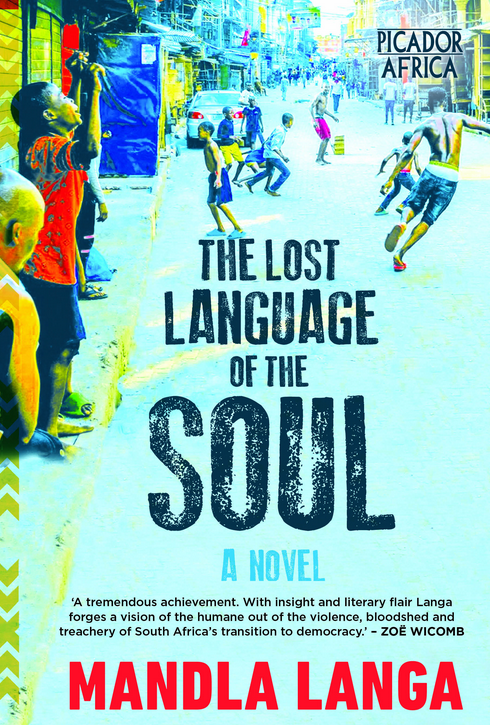 PICADOR
AFRICA
THE LOST
LANGUAGE
OF THE
SOUL
A NOVEL
‘A tremendous achievement. With insight and literary flair Langa
forges a vision of the humane out of the violence, bloodshed and
treachery of South Africa’s transition to democracy.’ – ZOË WICOMB
MANDLA LANGA